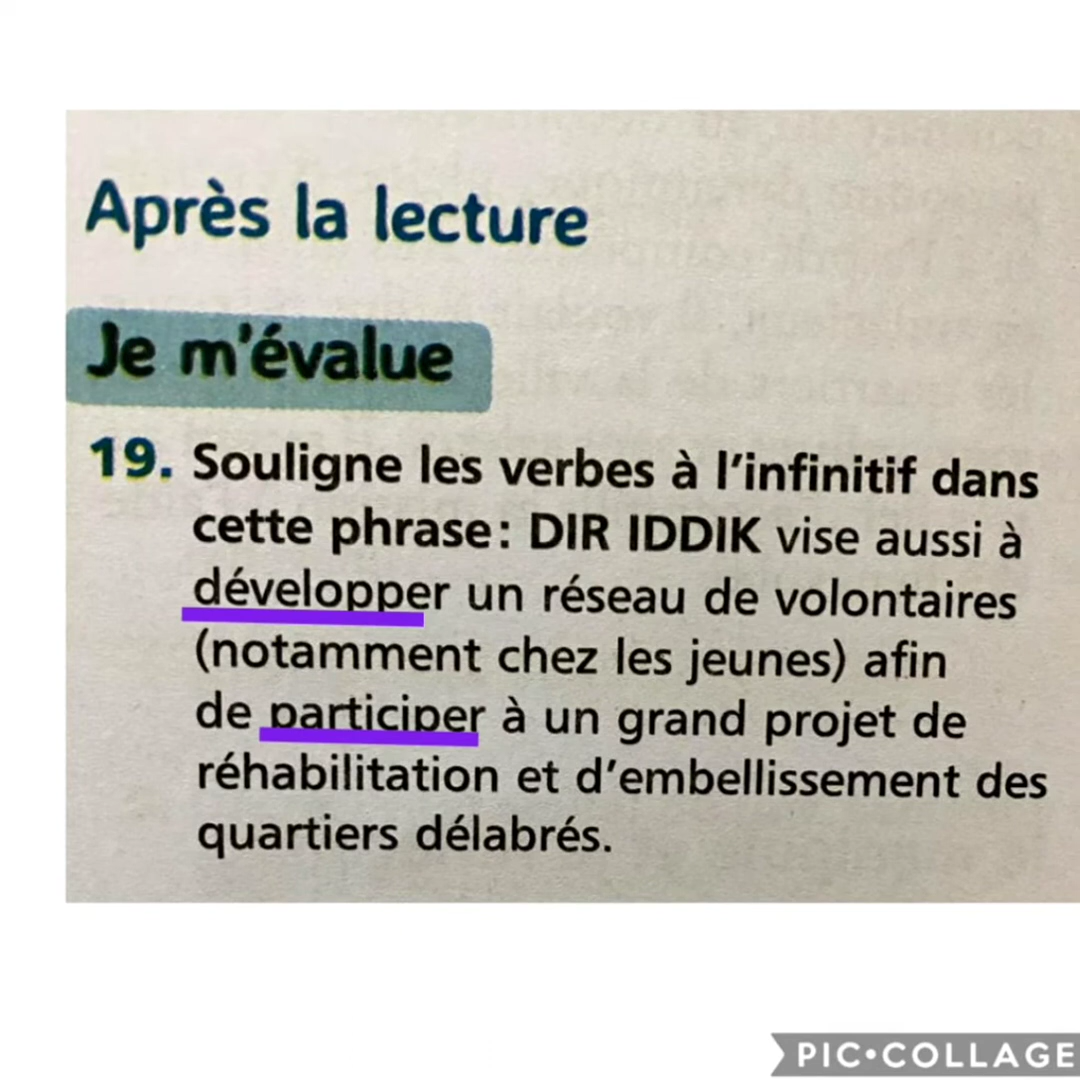 Après la lecture
Je m'évalue
19. Souligne les verbes à l'infinitif dans
cette phrase: DIR IDDIK vise aussi à
développer un réseau de volontaires
(notamment chez les jeunes) afin
de participer à un grand projet de
réhabilitation et d'embellissement des
quartiers délabrés.
PIC•COLLAGE